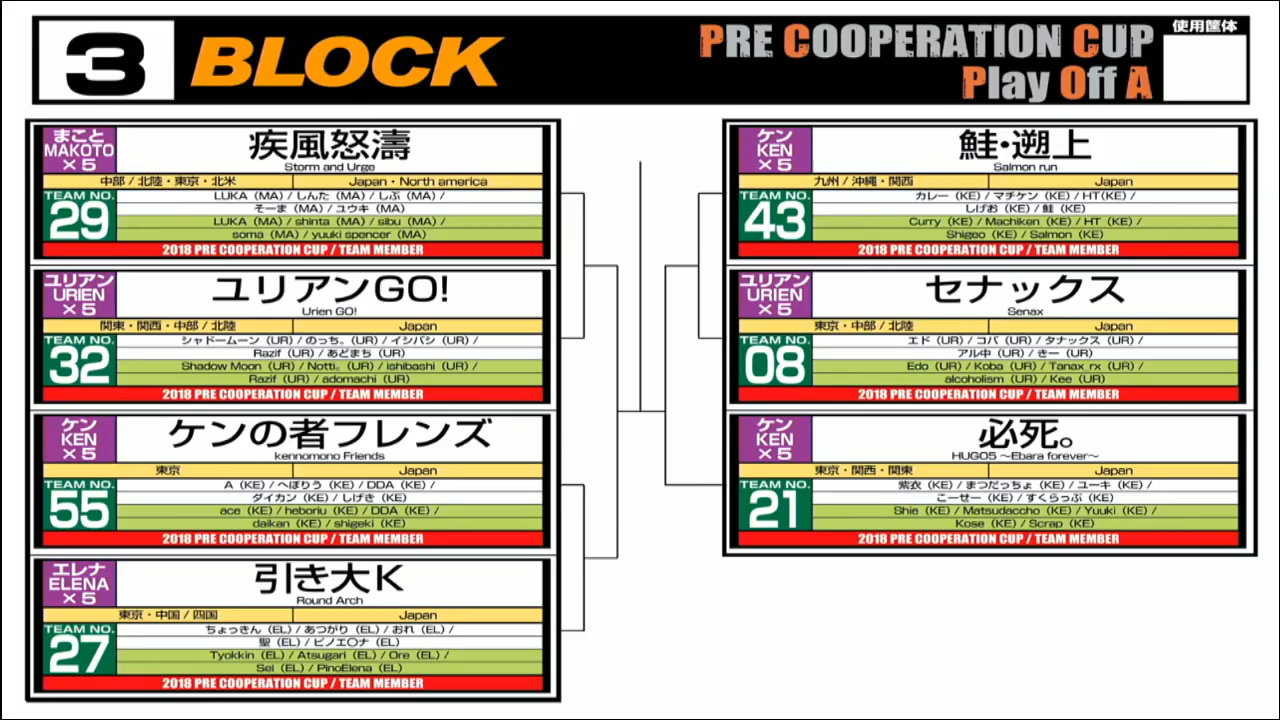 3 BLOCK
PRE COOPERATION CUP
Play Off A
使用筐体
まこと
MAKOTO
×5
疾風怒濤
Storm and Urge
中部 / 北陸・東京・北米
Japan・North america
TEAM NO.
29
LUKA (MA) / しんた (MA) / しぶ (MA) /
そーま (MA) / ユウキ (MA)
LUKA (MA) / shinta (MA) / sibu (MA) /
soma (MA) / yuuki spencer (MA)
2018 PRE COOPERATION CUP / TEAM MEMBER
ユリアン
URIEN
×5
ユリアンGO!
Urien GO!
関東・関西・中部 / 北陸
Japan
TEAM NO.
32
シャドームーン (UR) / のっち。(UR) / イシバシ (UR) /
Razif (UR) / あどまち (UR)
Shadow Moon (UR) / Notti。(UR) / ishibashi (UR) /
Razif (UR) / adomachi (UR)
2018 PRE COOPERATION CUP / TEAM MEMBER
ケン
KEN
×5
ケンの者フレンズ
kennomono Friends
東京
Japan
TEAM NO.
55
A (KE) / へぼりう (KE) / DDA (KE) /
ダイカン (KE) / しげき (KE)
ace (KE) / heboriu (KE) / DDA (KE) /
daikan (KE) / shigeki (KE)
2018 PRE COOPERATION CUP / TEAM MEMBER
エレナ
ELENA
×5
引き大K
Round Arch
東京・中国 / 四国
Japan
TEAM NO.
27
ちょっきん (EL) / あつがり (EL) / おれ (EL) /
聖 (EL) / ピノエ〇ナ (EL)
Tyokkin (EL) / Atsugari (EL) / Ore (EL) /
Sei (EL) / PinoElena (EL)
2018 PRE COOPERATION CUP / TEAM MEMBER
ケン
KEN
×5
鮭・遡上
Salmon run
九州 / 沖縄・関西
Japan
TEAM NO.
43
カレー (KE) / マチケン (KE) / HT(KE) /
しげお (KE) / 鮭 (KE)
Curry (KE) / Machiken (KE) / HT (KE) /
Shigeo (KE) / Salmon (KE)
2018 PRE COOPERATION CUP / TEAM MEMBER
ユリアン
URIEN
×5
セナックス
Senax
東京・中部 / 北陸
Japan
TEAM NO.
08
エド (UR) / コバ (UR) / タナックス (UR) /
アル中 (UR) / きー (UR)
Edo (UR) / Koba (UR) / Tanax rx (UR) /
alcoholism (UR) / Kee (UR)
2018 PRE COOPERATION CUP / TEAM MEMBER
ケン
KEN
×5
必死。
HUGO5 ～Ebara forever～
東京・関西・関東
Japan
TEAM NO.
21
紫衣 (KE) / まつだっちょ (KE) / ユーキ (KE) /
こーせー (KE) / すくらっぷ (KE)
Shie (KE) / Matsudaccho (KE) / Yuuki (KE) /
Kose (KE) / Scrap (KE)
2018 PRE COOPERATION CUP / TEAM MEMBER